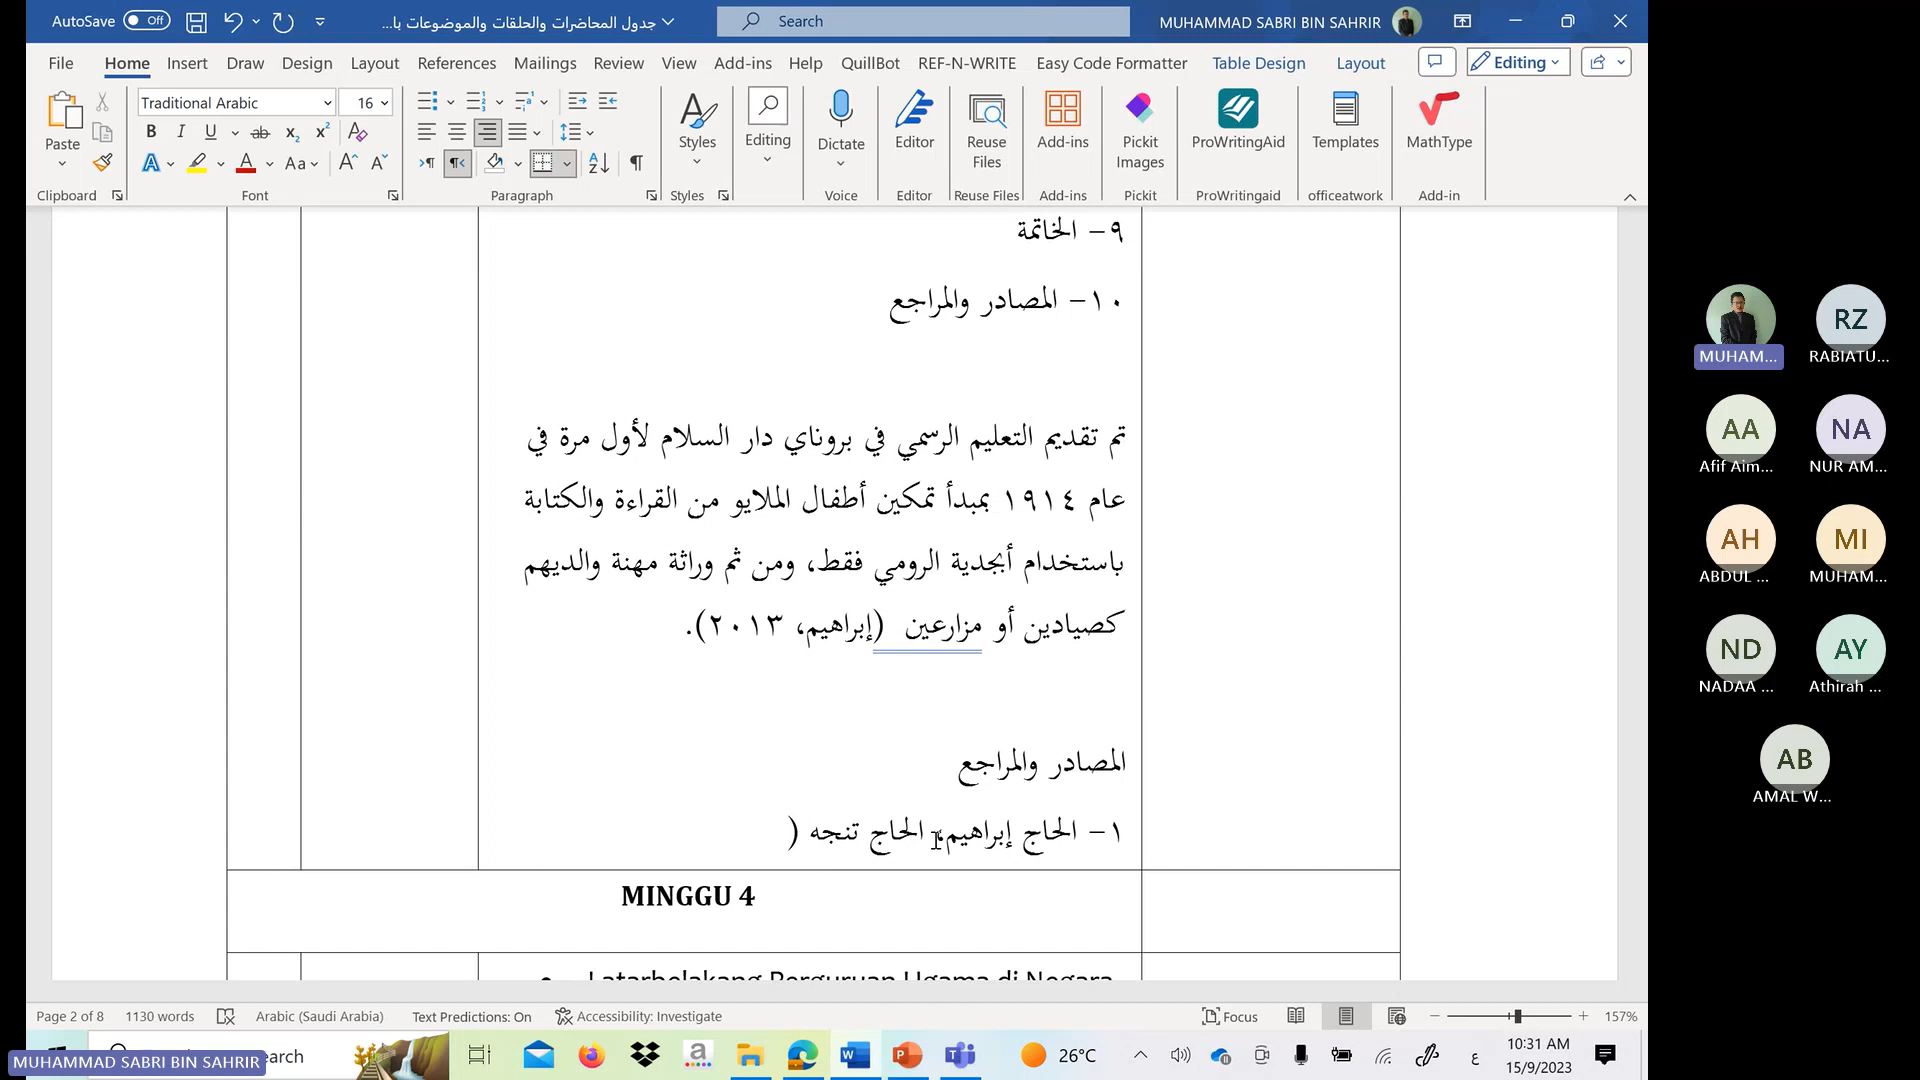 AutoSave Off
جدول المحاضرات والحلقات والموضوعات با...
Search
MUHAMMAD SABRI BIN SAHRIR
File Home Insert Draw Design Layout References Mailings Review View Add-ins Help QuillBot REF-N-WRITE Easy Code Formatter Table Design Layout Editing
Traditional Arabic 16
Paste
Styles
Editing
Dictate
Editor
Reuse Files
Add-ins
Pickit Images
ProWritingAid
Templates
MathType
Clipboard Font Paragraph Styles Voice Editor Reuse Files Add-ins Pickit ProWritingaid officeatwork Add-in
٩- الخاتمة
١٠- المصادر والمراجع
تم تقديم التعليم الرسمي في بروناي دار السلام لأول مرة في
عام ١٩١٤ بمبدأ تمكين أطفال الملايو من القراءة والكتابة
باستخدام أبجدية الرومي فقط، ومن ثم وراثة مهنة والديهم
كصيادين أو مزارعين (إبراهيم، ٢٠١٣).
المصادر والمراجع
١- الحاج إبراهيم، الحاج تنجه (
MINGGU 4
Latarbelakang Perguruan Ugama di Negara
Page 2 of 8 1130 words Arabic (Saudi Arabia) Text Predictions: On Accessibility: Investigate Focus 157%
26°C
ع
10:31 AM
15/9/2023
MUHAMMAD SABRI BIN SAHRIR
MUHAM...
RZ
RABIATU...
AA
Afif Aim...
NA
NUR AM...
AH
ABDUL ...
MI
MUHAM...
ND
NADAA ...
AY
Athirah ...
AB
AMAL W...